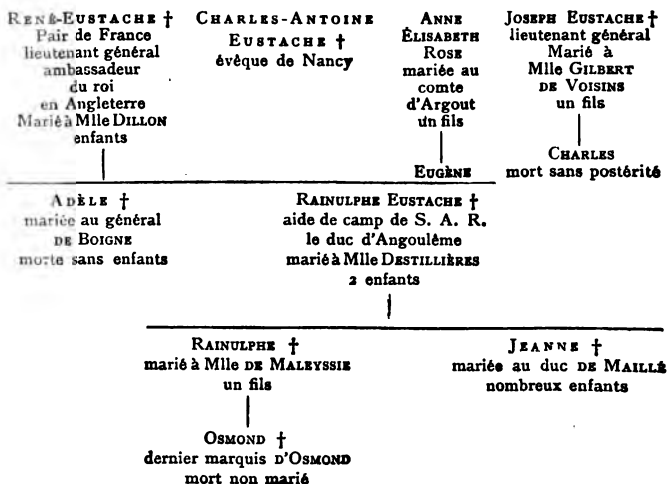 RENÉ-EUSTACHE †
Pair de France
lieutenant général
ambassadeur
du roi
en Angleterre
Marié à Mlle DILLON
enfants
CHARLES-ANTOINE
EUSTACHE †
évêque de Nancy
ANNE
ÉLISABETH
ROSE
mariée au
comte
d'Argout
un fils
EUGÈNE
JOSEPH EUSTACHE †
lieutenant général
Marié à
Mlle GILBERT
DE VOISINS
un fils
CHARLES
mort sans postérité
ADÈLE †
mariée au général
DE BOIGNE
morte sans enfants
RAINULPHE EUSTACHE †
aide de camp de S. A. R.
le duc d'Angoulême
marié à Mlle DESTILLIÈRES
2 enfants
RAINULPHE †
marié à Mlle DE MALEYSSIE
un fils
JEANNE †
mariée au duc DE MAILLÉ
nombreux enfants
OSMOND †
dernier marquis D'OSMOND
mort non marié